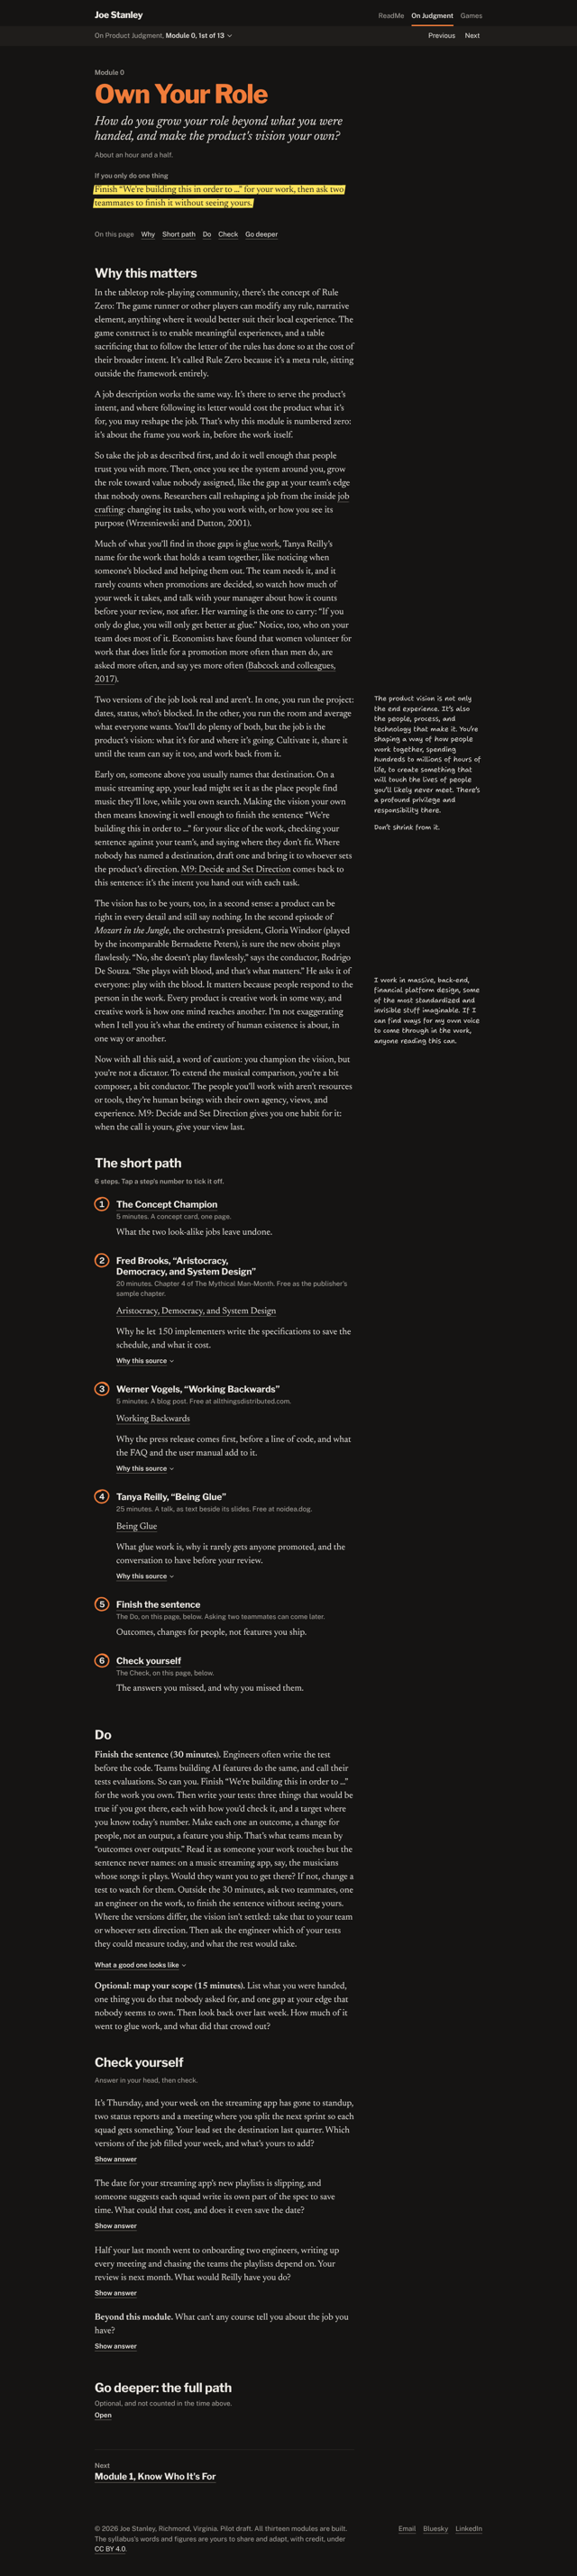 Joe Stanley
ReadMe On Judgment Games
On Product Judgment, Module 0, 1st of 13
Previous Next
Module 0
Own Your Role
How do you grow your role beyond what you were
handed, and make the product's vision your own?
About an hour and a half.
If you only do one thing
Finish “We're building this in order to ...” for your work, then ask two
teammates to finish it without seeing yours.
On this page Why Short path Do Check Go deeper
Why this matters
In the tabletop role-playing community, there's the concept of Rule
Zero: The game runner or other players can modify any rule, narrative
element, anything where it would better suit their local experience. The
game construct is to enable meaningful experiences, and a table
sacrificing that to follow the letter of the rules has done so at the cost of
their broader intent. It's called Rule Zero because it's a meta rule, sitting
outside the framework entirely.
A job description works the same way. It's there to serve the product's
intent, and where following its letter would cost the product what it's
for, you may reshape the job. That's why this module is numbered zero:
it's about the frame you work in, before the work itself.
So take the job as described first, and do it well enough that people
trust you with more. Then, once you see the system around you, grow
the role toward value nobody assigned, like the gap at your team's edge
that nobody owns. Researchers call reshaping a job from the inside job
crafting: changing its tasks, who you work with, or how you see its
purpose (Wrzesniewski and Dutton, 2001).
Much of what you'll find in those gaps is glue work, Tanya Reilly's
name for the work that holds a team together, like noticing when
someone's blocked and helping them out. The team needs it, and it
rarely counts when promotions are decided, so watch how much of
your week it takes, and talk with your manager about how it counts
before your review, not after. Her warning is the one to carry: “If you
only do glue, you will only get better at glue.” Notice, too, who on your
team does most of it. Economists have found that women volunteer for
work that does little for a promotion more often than men do, are
asked more often, and say yes more often (Babcock and colleagues,
2017).
Two versions of the job look real and aren't. In one, you run the project:
dates, status, who's blocked. In the other, you run the room and average
what everyone wants. You'll do plenty of both, but the job is the
product's vision: what it's for and where it's going. Cultivate it, share it
until the team can say it too, and work back from it.
The product vision is not only
the end experience. It's also
the people, process, and
technology that make it. You're
shaping a way of how people
work together, spending
hundreds to millions of hours of
life, to create something that
will touch the lives of people
you'll likely never meet. There's
a profound privilege and
responsibility there.
Don't shrink from it.
Early on, someone above you usually names that destination. On a
music streaming app, your lead might set it as the place people find
music they'll love, while you own search. Making the vision your own
then means knowing it well enough to finish the sentence “We're
building this in order to ...” for your slice of the work, checking your
sentence against your team's, and saying where they don't fit. Where
nobody has named a destination, draft one and bring it to whoever sets
the product's direction. M9: Decide and Set Direction comes back to
this sentence: it's the intent you hand out with each task.
The vision has to be yours, too, in a second sense: a product can be
right in every detail and still say nothing. In the second episode of
Mozart in the Jungle, the orchestra's president, Gloria Windsor (played
by the incomparable Bernadette Peters), is sure the new oboist plays
flawlessly. “No, she doesn't play flawlessly,” says the conductor, Rodrigo
De Souza. “She plays with blood, and that's what matters.” He asks it of
everyone: play with the blood. It matters because people respond to the
person in the work. Every product is creative work in some way, and
creative work is how one mind reaches another. I'm not exaggerating
when I tell you it's what the entirety of human existence is about, in
one way or another.
I work in massive, back-end,
financial platform design, some
of the most standardized and
invisible stuff imaginable. If I
can find ways for my own voice
to come through in the work,
anyone reading this can.
Now with all this said, a word of caution: you champion the vision, but
you're not a dictator. To extend the musical comparison, you're a bit
composer, a bit conductor. The people you'll work with aren't resources
or tools, they're human beings with their own agency, views, and
experience. M9: Decide and Set Direction gives you one habit for it:
when the call is yours, give your view last.
The short path
6 steps. Tap a step's number to tick it off.
1 The Concept Champion
5 minutes. A concept card, one page.
What the two look-alike jobs leave undone.
2 Fred Brooks, “Aristocracy,
Democracy, and System Design”
20 minutes. Chapter 4 of The Mythical Man-Month. Free as the publisher's
sample chapter.
Aristocracy, Democracy, and System Design
Why he let 150 implementers write the specifications to save the
schedule, and what it cost.
Why this source
3 Werner Vogels, “Working Backwards”
5 minutes. A blog post. Free at allthingsdistributed.com.
Working Backwards
Why the press release comes first, before a line of code, and what
the FAQ and the user manual add to it.
Why this source
4 Tanya Reilly, “Being Glue”
25 minutes. A talk, as text beside its slides. Free at noidea.dog.
Being Glue
What glue work is, why it rarely gets anyone promoted, and the
conversation to have before your review.
Why this source
5 Finish the sentence
The Do, on this page, below. Asking two teammates can come later.
Outcomes, changes for people, not features you ship.
6 Check yourself
The Check, on this page, below.
The answers you missed, and why you missed them.
Do
Finish the sentence (30 minutes). Engineers often write the test
before the code. Teams building AI features do the same, and call their
tests evaluations. So can you. Finish “We're building this in order to ...”
for the work you own. Then write your tests: three things that would be
true if you got there, each with how you'd check it, and a target where
you know today's number. Make each one an outcome, a change for
people, not an output, a feature you ship. That's what teams mean by
“outcomes over outputs.” Read it as someone your work touches but the
sentence never names: on a music streaming app, say, the musicians
whose songs it plays. Would they want you to get there? If not, change a
test to watch for them. Outside the 30 minutes, ask two teammates, one
an engineer on the work, to finish the sentence without seeing yours.
Where the versions differ, the vision isn't settled: take that to your team
or whoever sets direction. Then ask the engineer which of your tests
they could measure today, and what the rest would take.
What a good one looks like
Optional: map your scope (15 minutes). List what you were handed,
one thing you do that nobody asked for, and one gap at your edge that
nobody seems to own. Then look back over last week. How much of it
went to glue work, and what did that crowd out?
Check yourself
Answer in your head, then check.
It's Thursday, and your week on the streaming app has gone to standup,
two status reports and a meeting where you split the next sprint so each
squad gets something. Your lead set the destination last quarter. Which
versions of the job filled your week, and what's yours to add?
Show answer
The date for your streaming app's new playlists is slipping, and
someone suggests each squad write its own part of the spec to save
time. What could that cost, and does it even save the date?
Show answer
Half your last month went to onboarding two engineers, writing up
every meeting and chasing the teams the playlists depend on. Your
review is next month. What would Reilly have you do?
Show answer
Beyond this module. What can't any course tell you about the job you
have?
Show answer
Go deeper: the full path
Optional, and not counted in the time above.
Open
Next
Module 1, Know Who It's For
© 2026 Joe Stanley, Richmond, Virginia. Pilot draft. All thirteen modules are built.
The syllabus's words and figures are yours to share and adapt, with credit, under
CC BY 4.0.
Email Bluesky LinkedIn